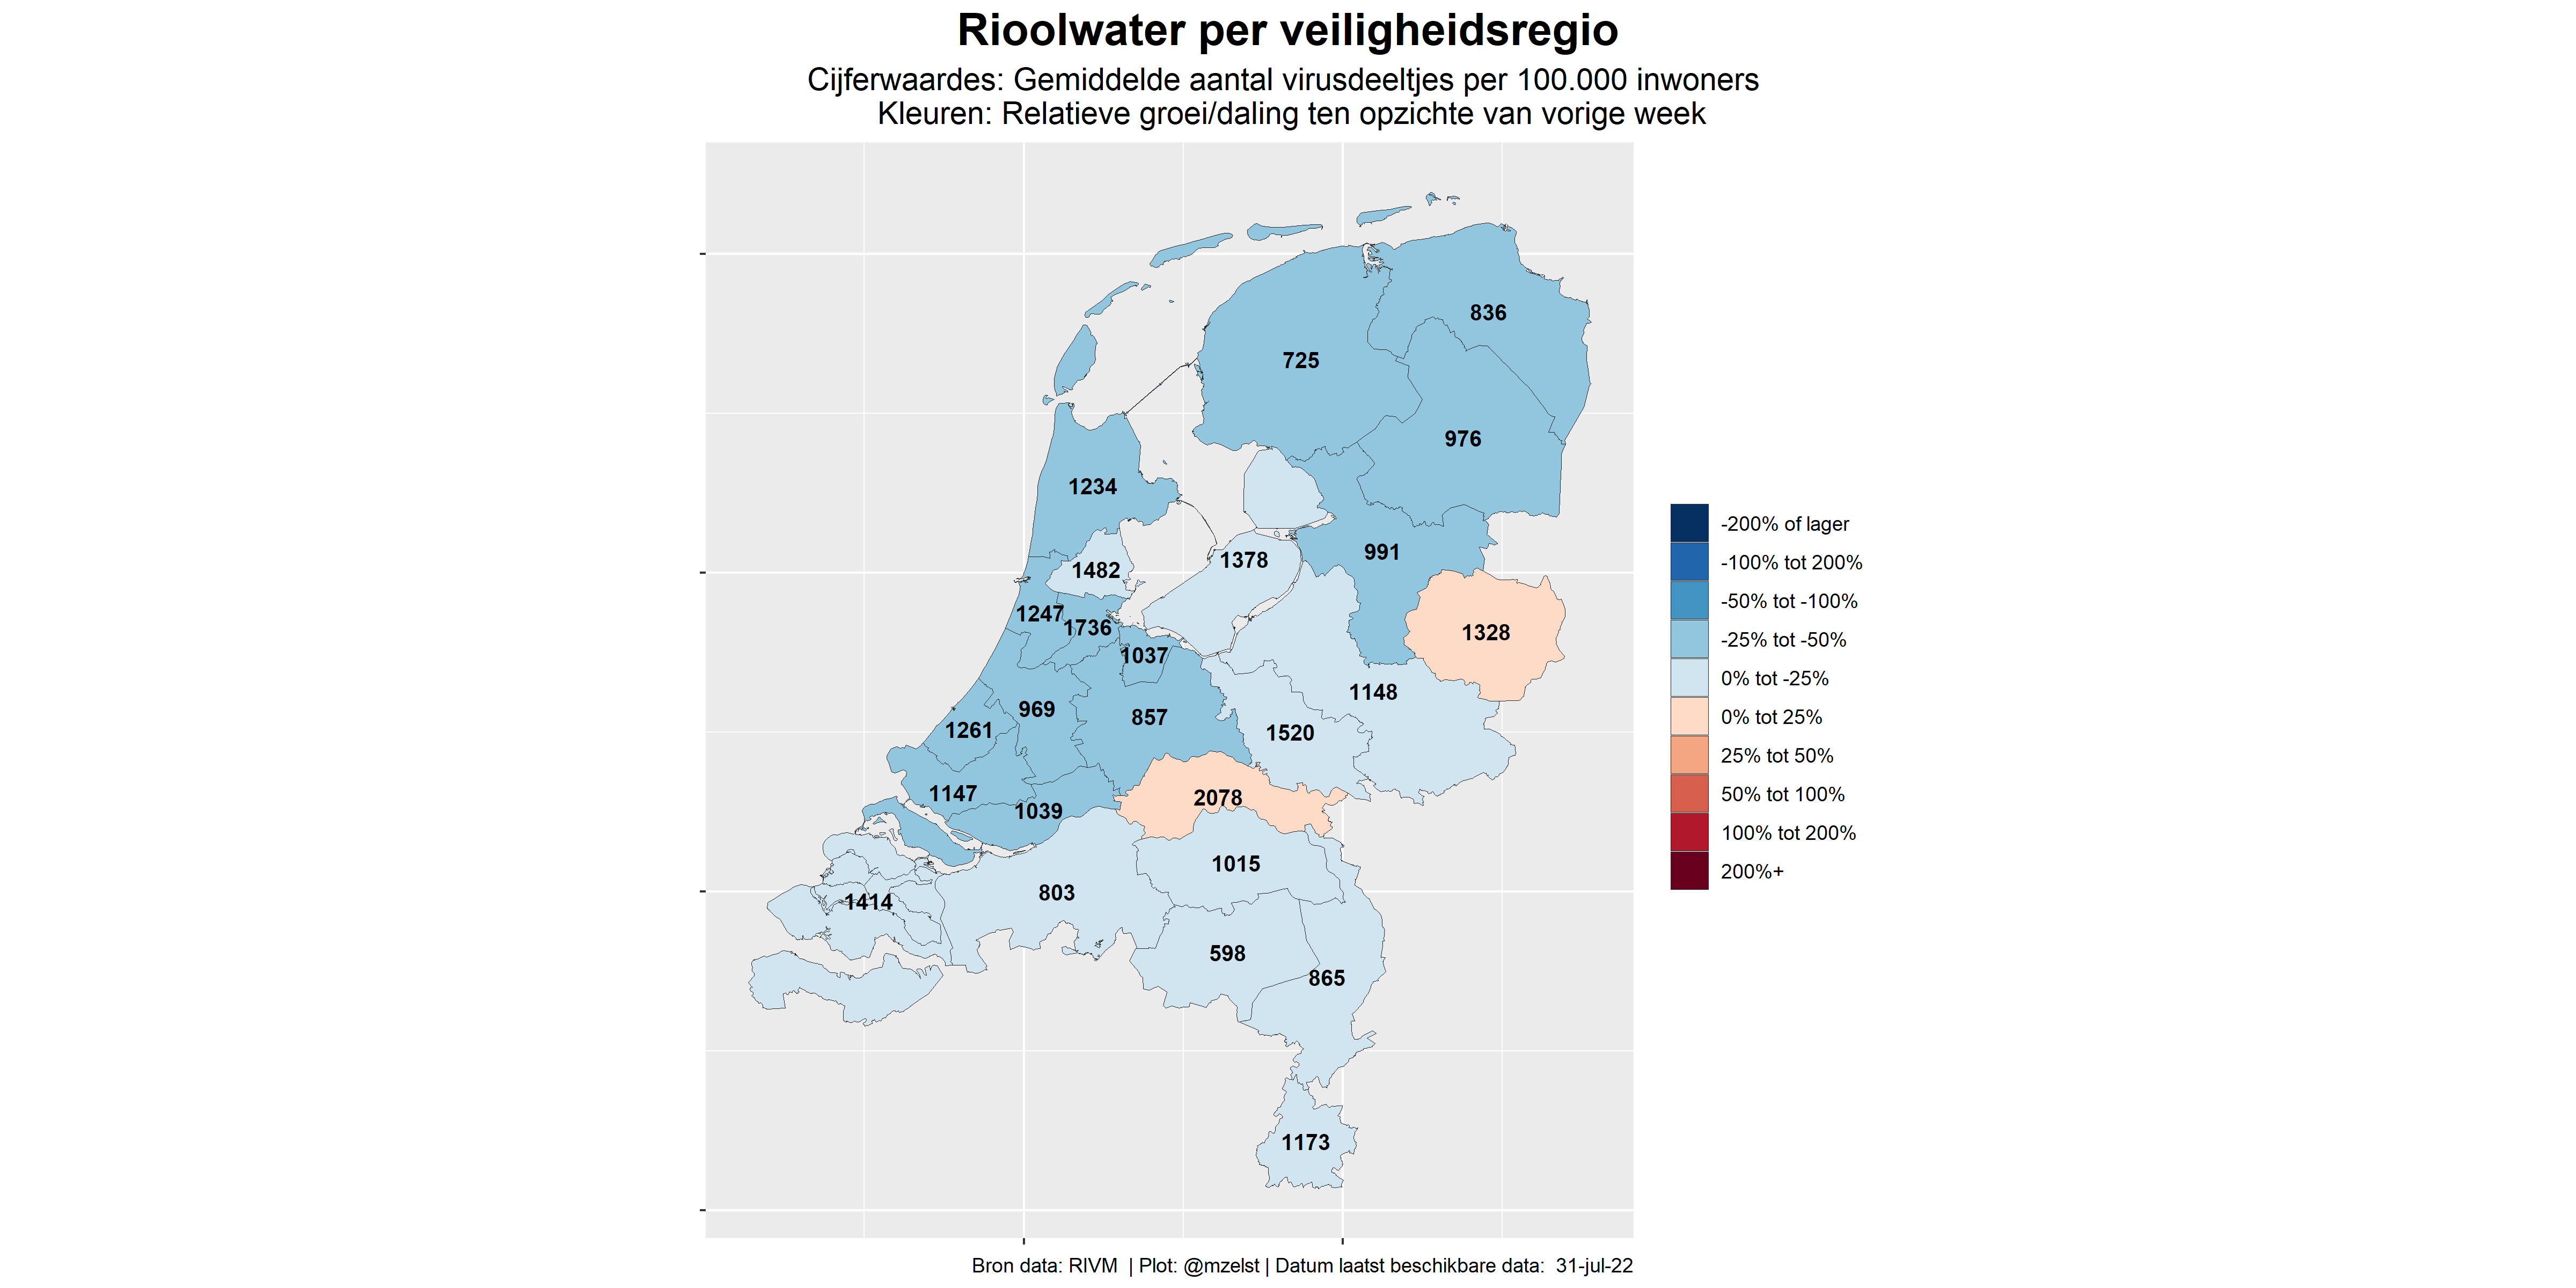 Rioolwater per veiligheidsregio
Cijferwaardes: Gemiddelde aantal virusdeeltjes per 100.000 inwoners
Kleuren: Relatieve groei/daling ten opzichte van vorige week
836
725
976
1234
991
1378
1482
1247
1736
1328
1037
1148
969
857
1261
1520
1147
2078
1039
1015
803
1414
598
865
1173
-200% of lager
-100% tot 200%
-50% tot -100%
-25% tot -50%
0% tot -25%
0% tot 25%
25% tot 50%
50% tot 100%
100% tot 200%
200%+
Bron data: RIVM | Plot: @mzelst | Datum laatst beschikbare data: 31-jul-22